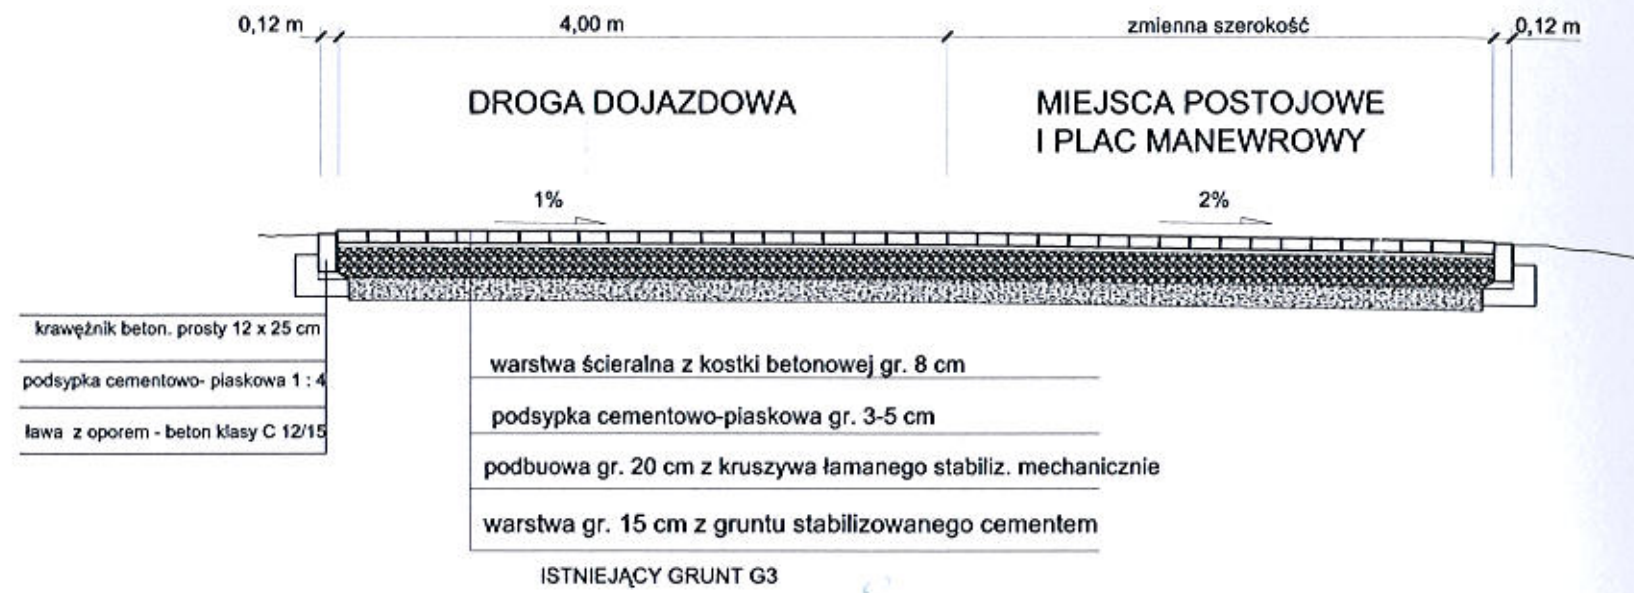 0,12 m
4,00 m
zmienna szerokość
0,12 m
DROGA DOJAZDOWA
MIEJSCA POSTOJOWE
I PLAC MANEWROWY
1%
2%
krawężnik beton. prosty 12 x 25 cm
podsypka cementowo- piaskowa 1 : 4
ława z oporem - beton klasy C 12/15
warstwa ścieralna z kostki betonowej gr. 8 cm
podsypka cementowo-piaskowa gr. 3-5 cm
podbuowa gr. 20 cm z kruszywa łamanego stabiliz. mechanicznie
warstwa gr. 15 cm z gruntu stabilizowanego cementem
ISTNIEJĄCY GRUNT G3